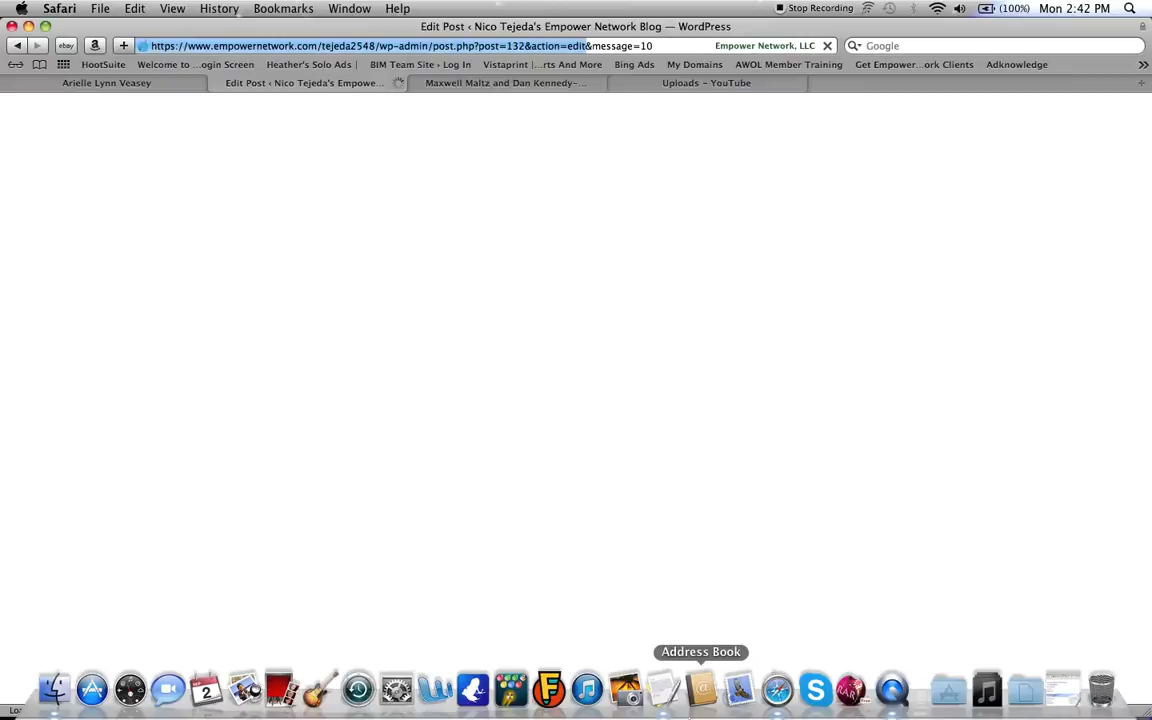 Safari File Edit View History Bookmarks Window Help Stop Recording (100%) Mon 2:42 PM
Edit Post ‹ Nico Tejeda's Empower Network Blog — WordPress
ebay a https://www.empowernetwork.com/tejeda2548/wp-admin/post.php?post=132&action=edit&message=10 Empower Network, LLC Google
HootSuite Welcome to ...ogin Screen Heather's Solo Ads BIM Team Site › Log In Vistaprint |...rts And More Bing Ads My Domains AWOL Member Training Get Empower...ork Clients Adknowledge
Arielle Lynn Veasey Edit Post ‹ Nico Tejeda's Empowe... Maxwell Maltz and Dan Kennedy-... Uploads - YouTube
Address Book
2 F S RAR